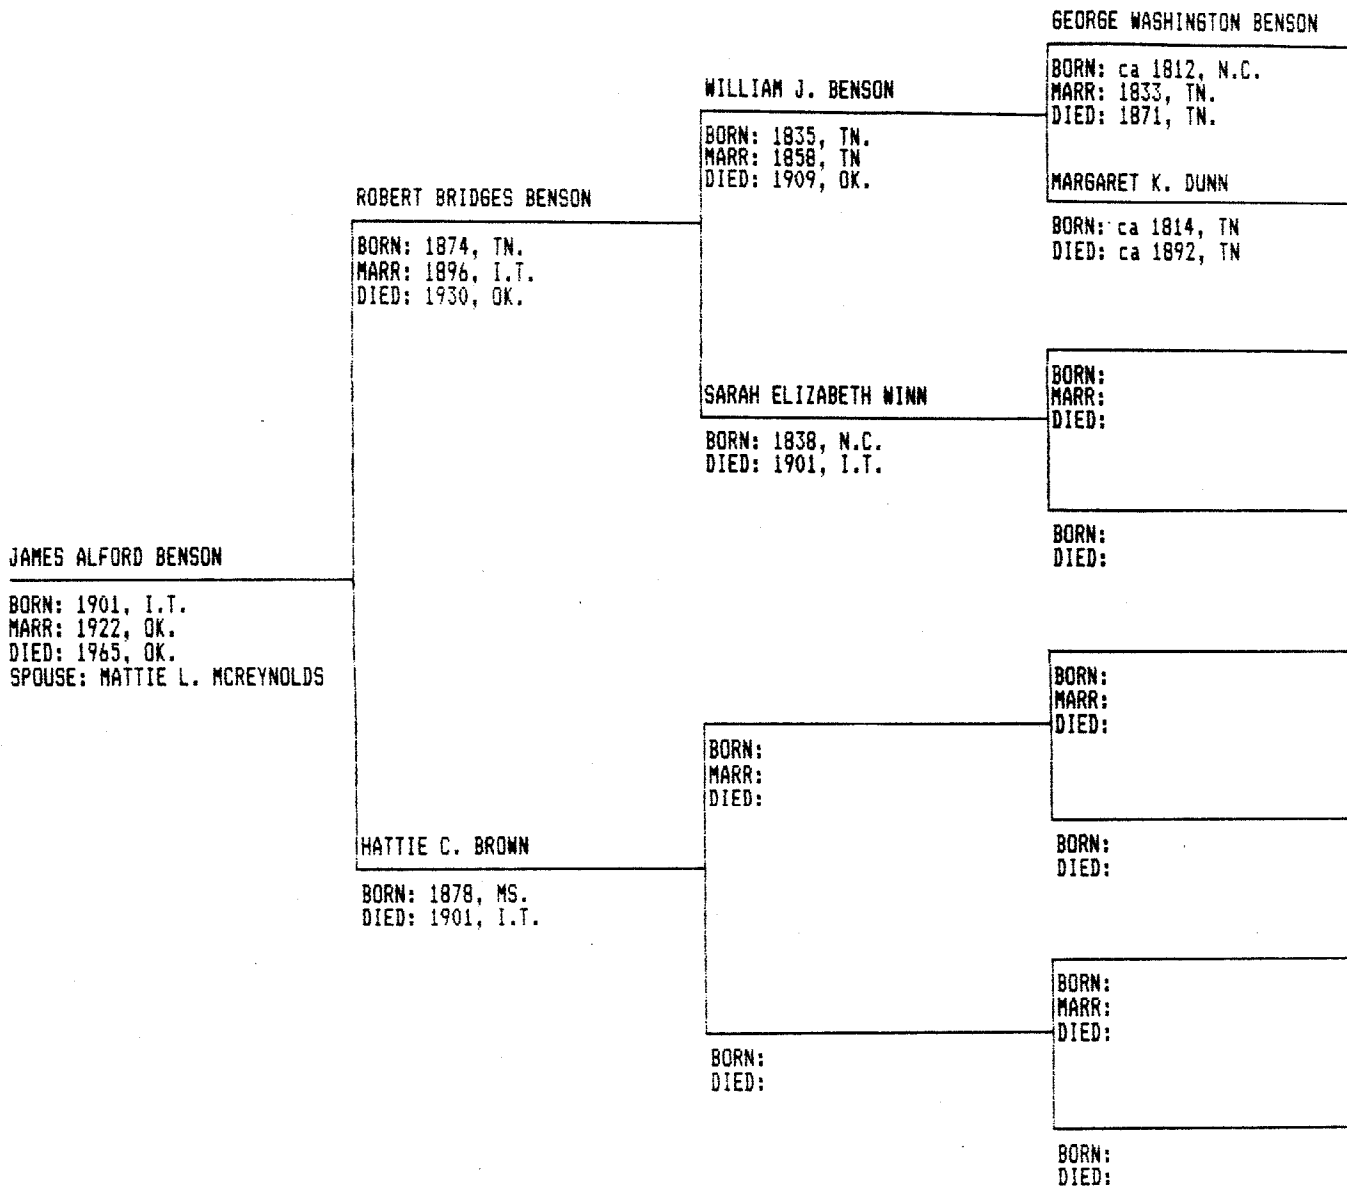 GEORGE WASHINGTON BENSON
BORN: ca 1812, N.C.
MARR: 1833, TN.
DIED: 1871, TN.
WILLIAM J. BENSON
BORN: 1835, TN.
MARR: 1858, TN
DIED: 1909, OK.
MARGARET K. DUNN
BORN: ca 1814, TN
DIED: ca 1892, TN
ROBERT BRIDGES BENSON
BORN: 1874, TN.
MARR: 1896, I.T.
DIED: 1930, OK.
BORN:
MARR:
DIED:
SARAH ELIZABETH WINN
BORN: 1838, N.C.
DIED: 1901, I.T.
BORN:
DIED:
JAMES ALFORD BENSON
BORN: 1901, I.T.
MARR: 1922, OK.
DIED: 1965, OK.
SPOUSE: MATTIE L. MCREYNOLDS
BORN:
MARR:
DIED:
BORN:
MARR:
DIED:
BORN:
DIED:
HATTIE C. BROWN
BORN: 1878, MS.
DIED: 1901, I.T.
BORN:
MARR:
DIED:
BORN:
DIED:
BORN:
DIED: